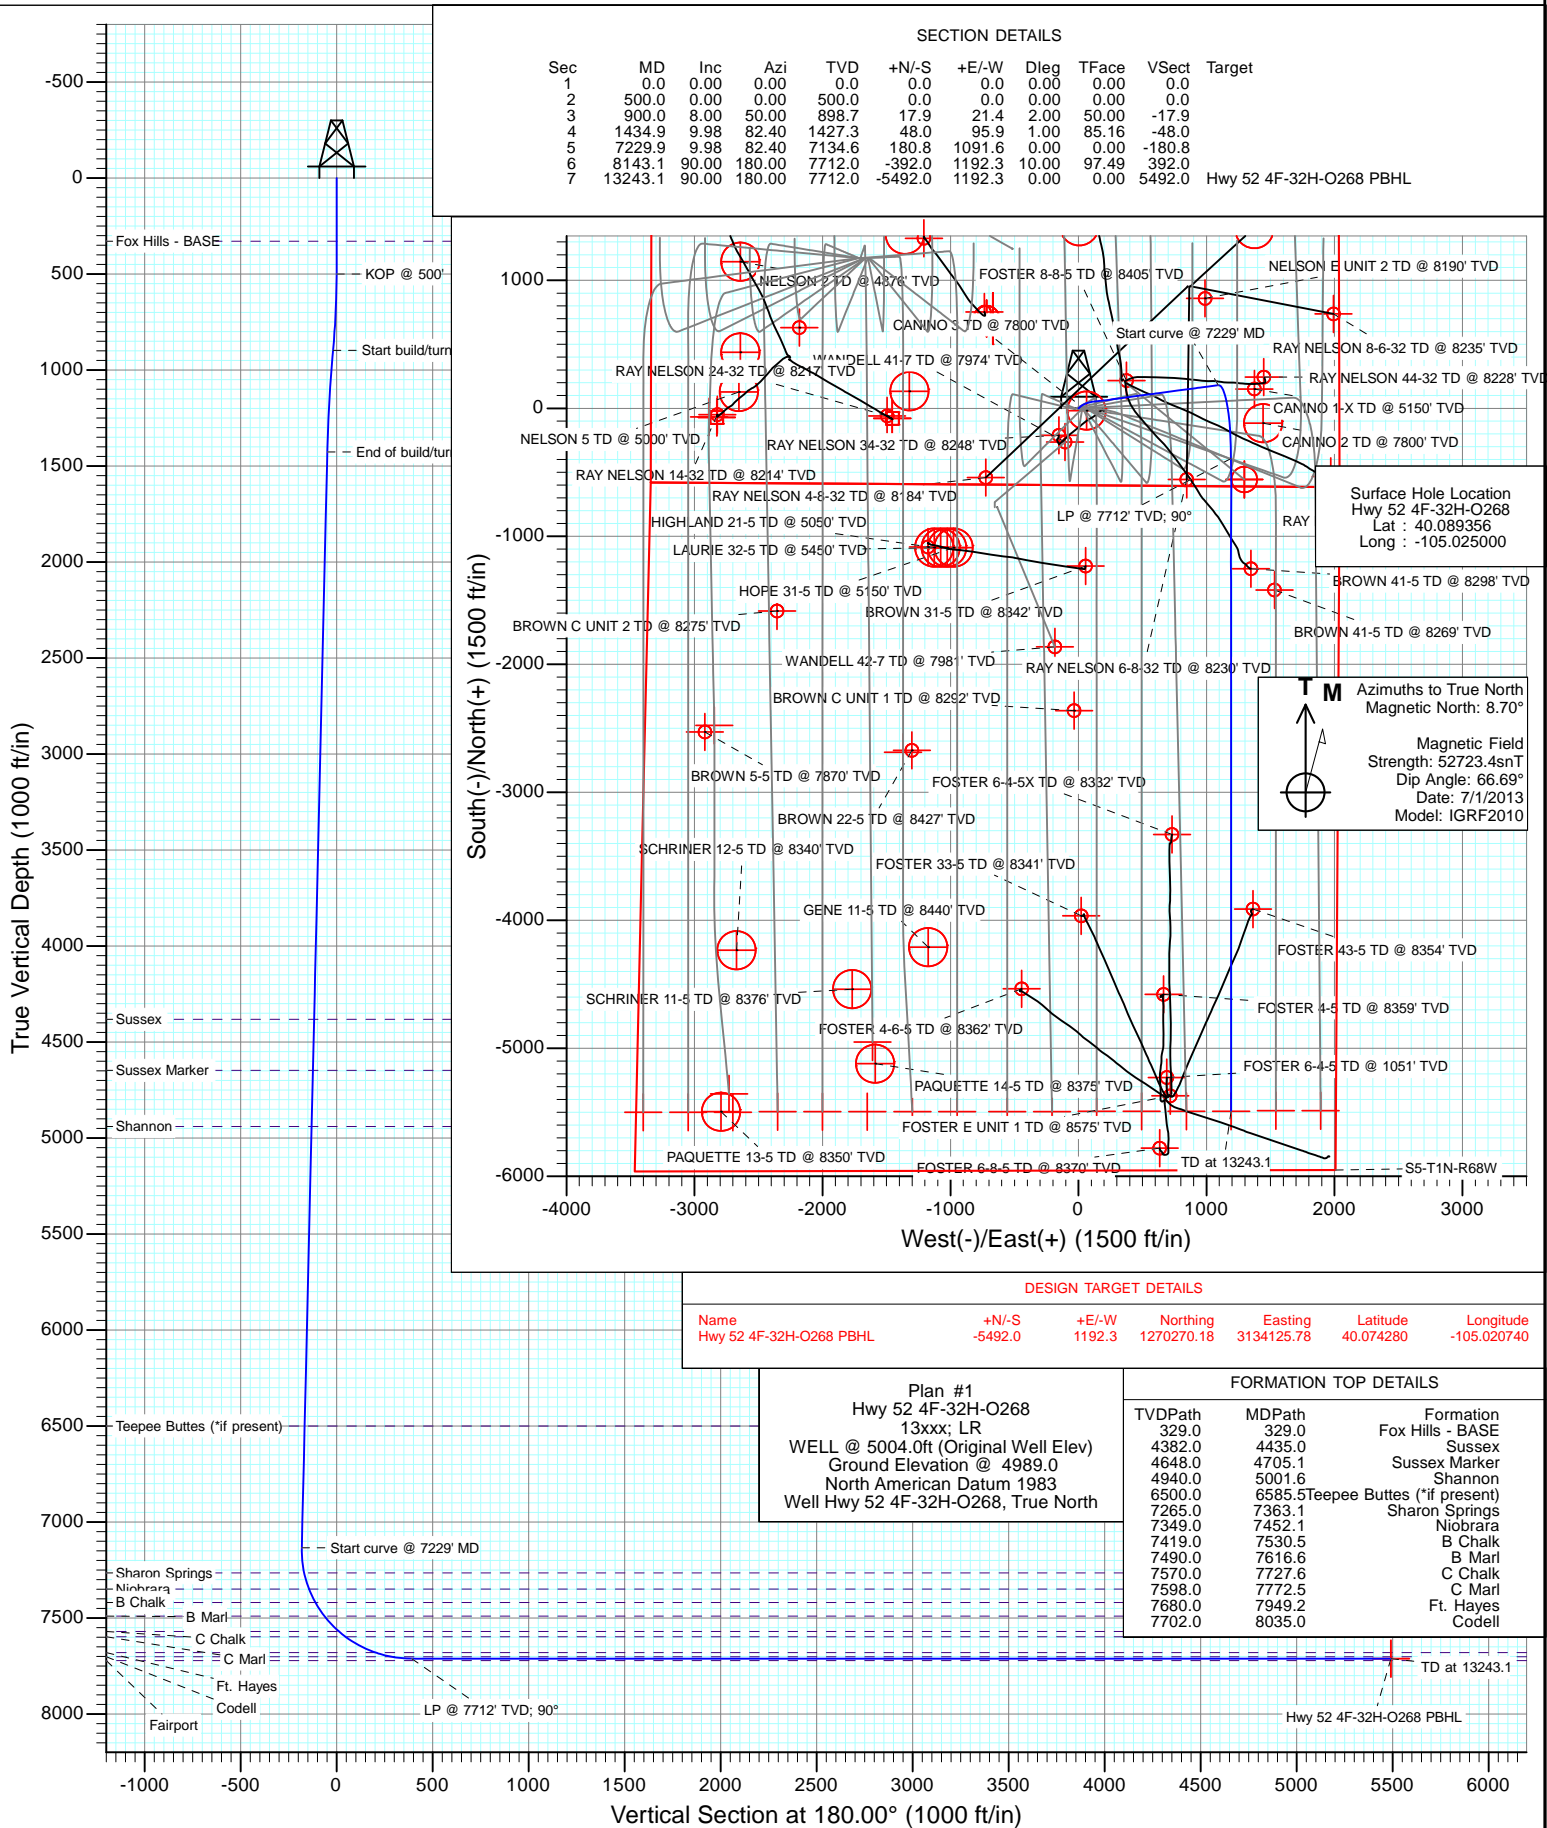 SECTION DETAILS
Sec MD Inc Azi TVD +N/-S +E/-W Dleg TFace VSect Target
1 0.0 0.00 0.00 0.0 0.0 0.0 0.00 0.00 0.0
2 500.0 0.00 0.00 500.0 0.0 0.0 0.00 0.00 0.0
3 900.0 8.00 50.00 898.7 17.9 21.4 2.00 50.00 -17.9
4 1434.9 9.98 82.40 1427.3 48.0 95.9 1.00 85.16 -48.0
5 7229.9 9.98 82.40 7134.6 180.8 1091.6 0.00 0.00 -180.8
6 8143.1 90.00 180.00 7712.0 -392.0 1192.3 10.00 97.49 392.0
7 13243.1 90.00 180.00 7712.0 -5492.0 1192.3 0.00 0.00 5492.0 Hwy 52 4F-32H-O268 PBHL
True Vertical Depth (1000 ft/in)
-500
0
500
1000
1500
2000
2500
3000
3500
4000
4500
5000
5500
6000
6500
7000
7500
8000
Fox Hills - BASE
KOP @ 500'
Start build/turn
End of build/turn
Sussex
Sussex Marker
Shannon
Teepee Buttes (*if present)
Start curve @ 7229' MD
Sharon Springs
Niobrara
B Chalk
B Marl
C Chalk
C Marl
Ft. Hayes
Codell
Fairport
LP @ 7712' TVD; 90°
TD at 13243.1
Hwy 52 4F-32H-O268 PBHL
-1000 -500 0 500 1000 1500 2000 2500 3000 3500 4000 4500 5000 5500 6000
Vertical Section at 180.00° (1000 ft/in)
South(-)/North(+) (1500 ft/in)
1000
0
-1000
-2000
-3000
-4000
-5000
-6000
NELSON 2 TD @ 4876' TVD
FOSTER 8-8-5 TD @ 8405' TVD
NELSON E UNIT 2 TD @ 8190' TVD
CANINO 3 TD @ 7800' TVD
Start curve @ 7229' MD
RAY NELSON 8-6-32 TD @ 8235' TVD
WANDELL 41-7 TD @ 7974' TVD
RAY NELSON 24-32 TD @ 8217' TVD
RAY NELSON 44-32 TD @ 8228' TVD
CANINO 1-X TD @ 5150' TVD
NELSON 5 TD @ 5000' TVD
RAY NELSON 34-32 TD @ 8248' TVD
CANINO 2 TD @ 7800' TVD
RAY NELSON 14-32 TD @ 8214' TVD
RAY NELSON 4-8-32 TD @ 8184' TVD
LP @ 7712' TVD; 90°
RAY
HIGHLAND 21-5 TD @ 5050' TVD
LAURIE 32-5 TD @ 5450' TVD
HOPE 31-5 TD @ 5150' TVD
BROWN 41-5 TD @ 8298' TVD
BROWN 31-5 TD @ 8342' TVD
BROWN C UNIT 2 TD @ 8275' TVD
BROWN 41-5 TD @ 8269' TVD
WANDELL 42-7 TD @ 7981' TVD
RAY NELSON 6-8-32 TD @ 8230' TVD
BROWN C UNIT 1 TD @ 8292' TVD
BROWN 5-5 TD @ 7870' TVD
FOSTER 6-4-5X TD @ 8332' TVD
BROWN 22-5 TD @ 8427' TVD
SCHRINER 12-5 TD @ 8340' TVD
FOSTER 33-5 TD @ 8341' TVD
GENE 11-5 TD @ 8440' TVD
FOSTER 43-5 TD @ 8354' TVD
SCHRINER 11-5 TD @ 8376' TVD
FOSTER 4-5 TD @ 8359' TVD
FOSTER 4-6-5 TD @ 8362' TVD
FOSTER 6-4-5 TD @ 1051' TVD
PAQUETTE 14-5 TD @ 8375' TVD
FOSTER E UNIT 1 TD @ 8575' TVD
PAQUETTE 13-5 TD @ 8350' TVD
FOSTER 6-8-5 TD @ 8370' TVD
TD at 13243.1
S5-T1N-R68W
-4000 -3000 -2000 -1000 0 1000 2000 3000
West(-)/East(+) (1500 ft/in)
Surface Hole Location
Hwy 52 4F-32H-O268
Lat : 40.089356
Long : -105.025000
T M
Azimuths to True North
Magnetic North: 8.70°
Magnetic Field
Strength: 52723.4snT
Dip Angle: 66.69°
Date: 7/1/2013
Model: IGRF2010
DESIGN TARGET DETAILS
Name +N/-S +E/-W Northing Easting Latitude Longitude
Hwy 52 4F-32H-O268 PBHL -5492.0 1192.3 1270270.18 3134125.78 40.074280 -105.020740
Plan #1
Hwy 52 4F-32H-O268
13xxx; LR
WELL @ 5004.0ft (Original Well Elev)
Ground Elevation @ 4989.0
North American Datum 1983
Well Hwy 52 4F-32H-O268, True North
FORMATION TOP DETAILS
TVDPath MDPath Formation
329.0 329.0 Fox Hills - BASE
4382.0 4435.0 Sussex
4648.0 4705.1 Sussex Marker
4940.0 5001.6 Shannon
6500.0 6585.5 Teepee Buttes (*if present)
7265.0 7363.1 Sharon Springs
7349.0 7452.1 Niobrara
7419.0 7530.5 B Chalk
7490.0 7616.6 B Marl
7570.0 7727.6 C Chalk
7598.0 7772.5 C Marl
7680.0 7949.2 Ft. Hayes
7702.0 8035.0 Codell